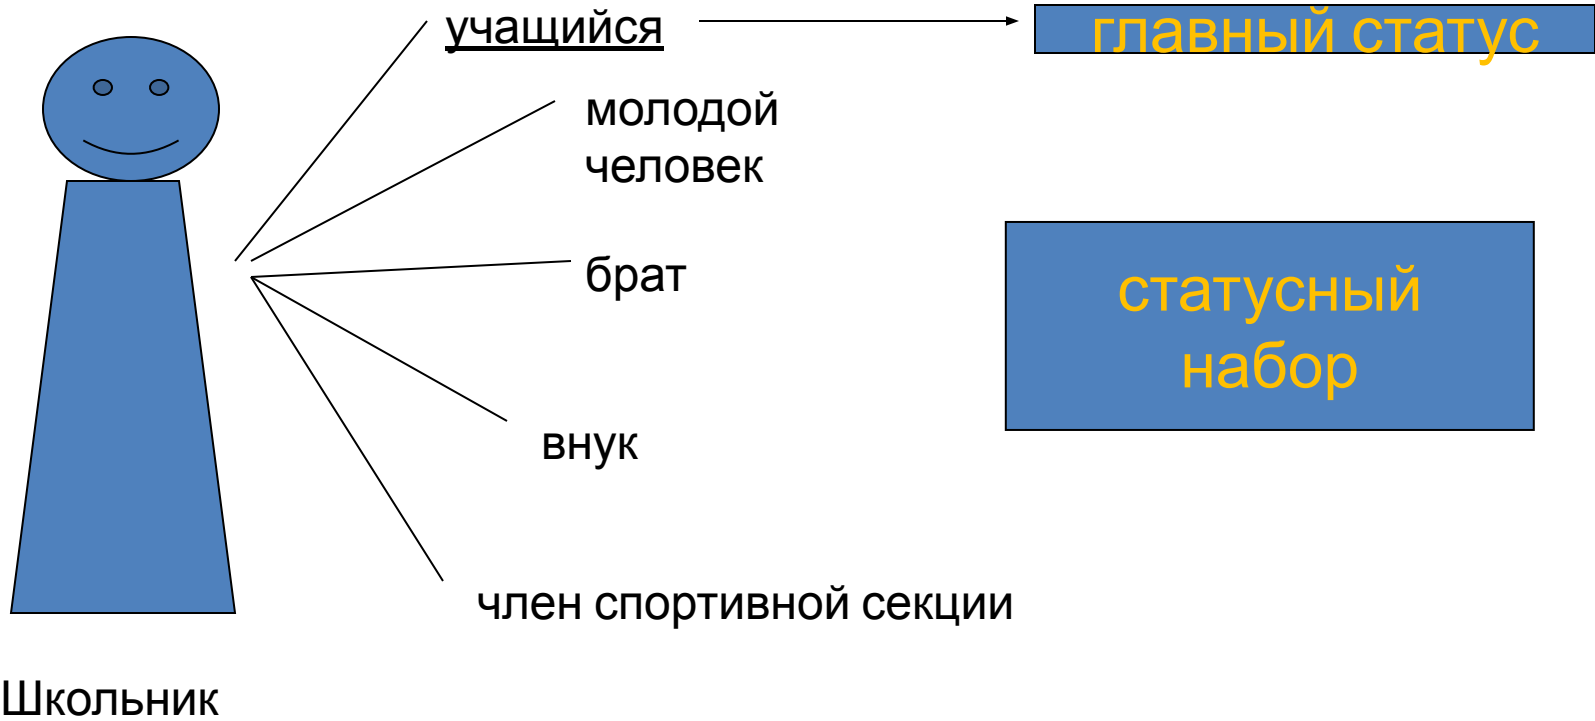 учащийся
главный статус
молодой
человек
брат
статусный
набор
внук
член спортивной секции
Школьник